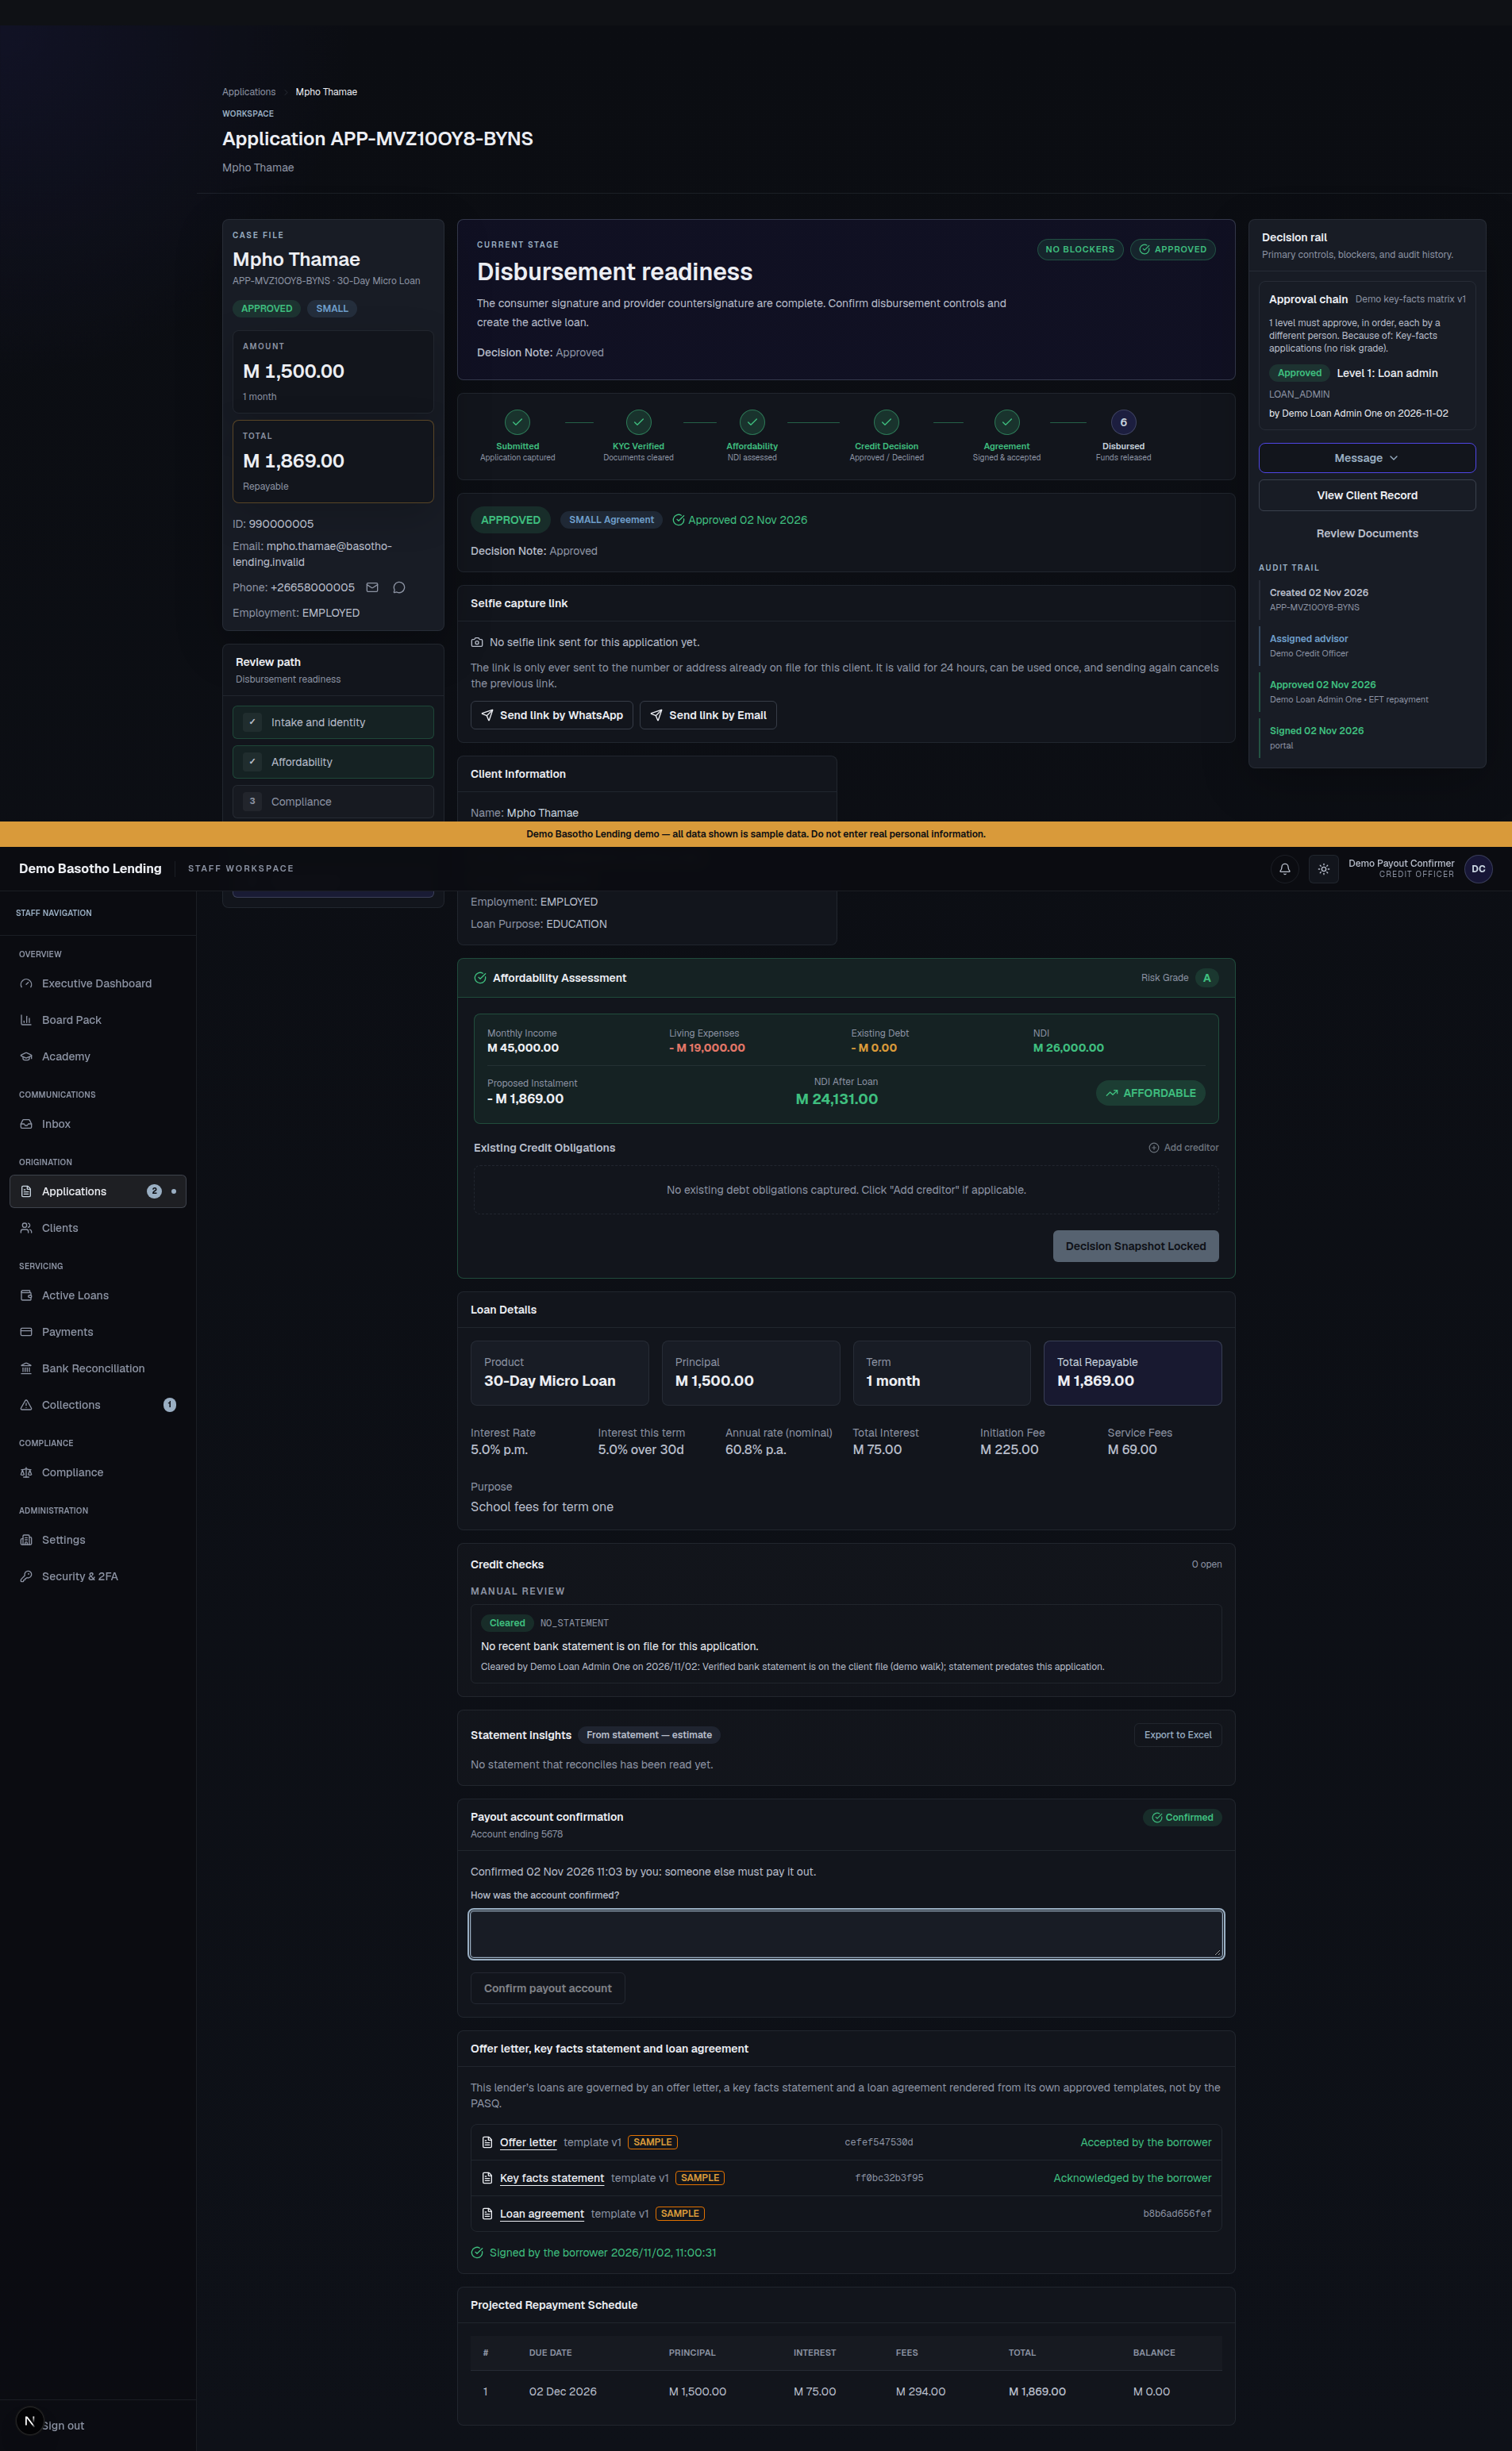 Applications › Mpho Thamae
WORKSPACE
Application APP-MVZ10OY8-BYNS
Mpho Thamae
CASE FILE
Mpho Thamae
APP-MVZ10OY8-BYNS · 30-Day Micro Loan
APPROVED SMALL
AMOUNT
M 1,500.00
1 month
TOTAL
M 1,869.00
Repayable
ID: 990000005
Email: mpho.thamae@basotho-
lending.invalid
Phone: +26658000005
Employment: EMPLOYED
Review path
Disbursement readiness
✓ Intake and identity
✓ Affordability
3 Compliance
CURRENT STAGE
NO BLOCKERS APPROVED
Disbursement readiness
The consumer signature and provider countersignature are complete. Confirm disbursement controls and
create the active loan.
Decision Note: Approved
6
Submitted KYC Verified Affordability Credit Decision Agreement Disbursed
Application captured Documents cleared NDI assessed Approved / Declined Signed & accepted Funds released
APPROVED SMALL Agreement Approved 02 Nov 2026
Decision Note: Approved
Selfie capture link
No selfie link sent for this application yet.
The link is only ever sent to the number or address already on file for this client. It is valid for 24 hours, can be used once, and sending again cancels
the previous link.
Send link by WhatsApp Send link by Email
Client Information
Name: Mpho Thamae
Decision rail
Primary controls, blockers, and audit history.
Approval chain Demo key-facts matrix v1
1 level must approve, in order, each by a
different person. Because of: Key-facts
applications (no risk grade).
Approved Level 1: Loan admin
LOAN_ADMIN
by Demo Loan Admin One on 2026-11-02
Message
View Client Record
Review Documents
AUDIT TRAIL
Created 02 Nov 2026
APP-MVZ10OY8-BYNS
Assigned advisor
Demo Credit Officer
Approved 02 Nov 2026
Demo Loan Admin One • EFT repayment
Signed 02 Nov 2026
portal
Demo Basotho Lending demo — all data shown is sample data. Do not enter real personal information.
Demo Basotho Lending STAFF WORKSPACE
Demo Payout Confirmer
CREDIT OFFICER
DC
STAFF NAVIGATION
OVERVIEW
Executive Dashboard
Board Pack
Academy
COMMUNICATIONS
Inbox
ORIGINATION
Applications 2
Clients
SERVICING
Active Loans
Payments
Bank Reconciliation
Collections 1
COMPLIANCE
Compliance
ADMINISTRATION
Settings
Security & 2FA
N Sign out
Employment: EMPLOYED
Loan Purpose: EDUCATION
Affordability Assessment Risk Grade A
Monthly Income Living Expenses Existing Debt NDI
M 45,000.00 - M 19,000.00 - M 0.00 M 26,000.00
Proposed Instalment NDI After Loan
- M 1,869.00 M 24,131.00 AFFORDABLE
Existing Credit Obligations Add creditor
No existing debt obligations captured. Click "Add creditor" if applicable.
Decision Snapshot Locked
Loan Details
Product Principal Term Total Repayable
30-Day Micro Loan M 1,500.00 1 month M 1,869.00
Interest Rate Interest this term Annual rate (nominal) Total Interest Initiation Fee Service Fees
5.0% p.m. 5.0% over 30d 60.8% p.a. M 75.00 M 225.00 M 69.00
Purpose
School fees for term one
Credit checks 0 open
MANUAL REVIEW
Cleared NO_STATEMENT
No recent bank statement is on file for this application.
Cleared by Demo Loan Admin One on 2026/11/02: Verified bank statement is on the client file (demo walk); statement predates this application.
Statement Insights From statement — estimate Export to Excel
No statement that reconciles has been read yet.
Payout account confirmation Confirmed
Account ending 5678
Confirmed 02 Nov 2026 11:03 by you: someone else must pay it out.
How was the account confirmed?
Confirm payout account
Offer letter, key facts statement and loan agreement
This lender's loans are governed by an offer letter, a key facts statement and a loan agreement rendered from its own approved templates, not by the
PASQ.
Offer letter template v1 SAMPLE cefef547530d Accepted by the borrower
Key facts statement template v1 SAMPLE ff0bc32b3f95 Acknowledged by the borrower
Loan agreement template v1 SAMPLE b8b6ad656fef
Signed by the borrower 2026/11/02, 11:00:31
Projected Repayment Schedule
# DUE DATE PRINCIPAL INTEREST FEES TOTAL BALANCE
1 02 Dec 2026 M 1,500.00 M 75.00 M 294.00 M 1,869.00 M 0.00